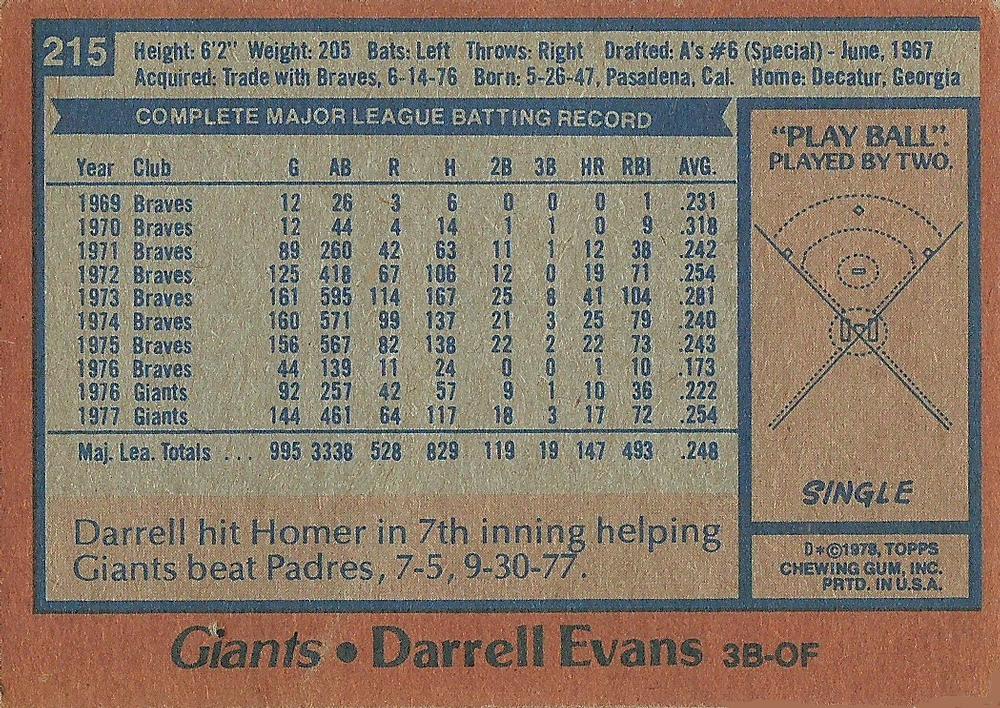 215
Height: 6'2" Weight: 205 Bats: Left Throws: Right Drafted: A's #6 (Special) - June, 1967
Acquired: Trade with Braves, 6-14-76 Born: 5-26-47, Pasadena, Cal. Home: Decatur, Georgia
COMPLETE MAJOR LEAGUE BATTING RECORD
Year Club G AB R H 2B 3B HR RBI AVG.
1969 Braves 12 26 3 6 0 0 0 1 .231
1970 Braves 12 44 4 14 1 1 0 9 .318
1971 Braves 89 260 42 63 11 1 12 38 .242
1972 Braves 125 418 67 106 12 0 19 71 .254
1973 Braves 161 595 114 167 25 8 41 104 .281
1974 Braves 160 571 99 137 21 3 25 79 .240
1975 Braves 156 567 82 138 22 2 22 73 .243
1976 Braves 44 139 11 24 0 0 1 10 .173
1976 Giants 92 257 42 57 9 1 10 36 .222
1977 Giants 144 461 64 117 18 3 17 72 .254
Maj. Lea. Totals . . . 995 3338 528 829 119 19 147 493 .248
Darrell hit Homer in 7th inning helping
Giants beat Padres, 7-5, 9-30-77.
"PLAY BALL".
PLAYED BY TWO.
SINGLE
D*©1978, TOPPS
CHEWING GUM, INC.
PRTD. IN U.S.A.
Giants • Darrell Evans 3B-OF